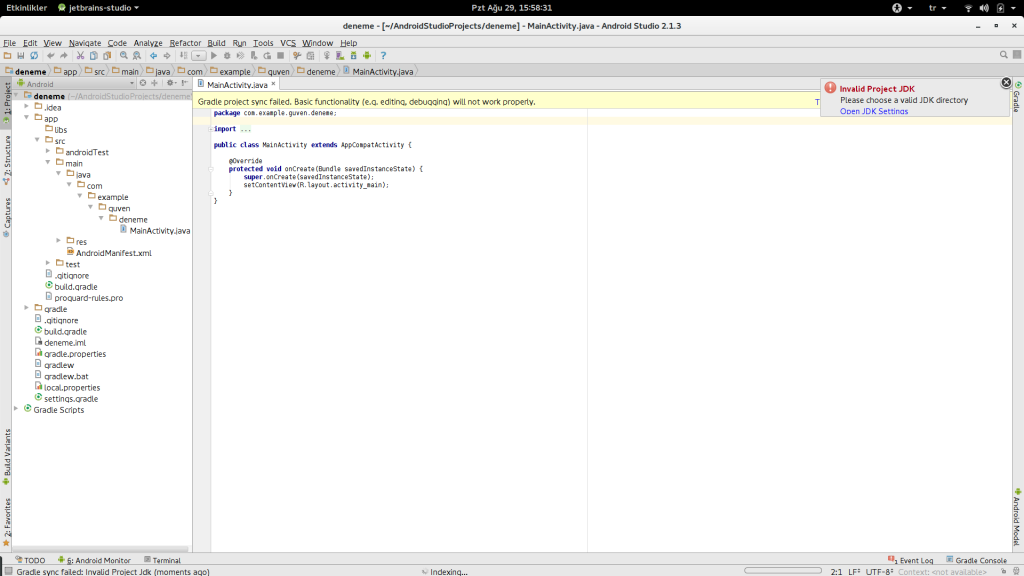 Etkinlikler jetbrains-studio Pzt Ağu 29, 15:58:31 tr
deneme - [~/AndroidStudioProjects/deneme] - MainActivity.java - Android Studio 2.1.3
File Edit View Navigate Code Analyze Refactor Build Run Tools VCS Window Help
deneme app src main java com example guven deneme MainActivity.java
Android
MainActivity.java
1: Project
Z: Structure
Captures
Build Variants
2: Favorites
deneme (~/AndroidStudioProjects/deneme)
.idea
app
libs
src
androidTest
main
java
com
example
guven
deneme
MainActivity.java
res
AndroidManifest.xml
test
.gitignore
build.gradle
proguard-rules.pro
gradle
.gitignore
build.gradle
deneme.iml
gradle.properties
gradlew
gradlew.bat
local.properties
settings.gradle
Gradle Scripts
Gradle project sync failed. Basic functionality (e.g. editing, debugging) will not work properly. T
package com.example.guven.deneme;
import ...
public class MainActivity extends AppCompatActivity {
@Override
protected void onCreate(Bundle savedInstanceState) {
super.onCreate(savedInstanceState);
setContentView(R.layout.activity_main);
}
}
Invalid Project JDK
Please choose a valid JDK directory
Open JDK Settings
Gradle
Android Model
TODO 6: Android Monitor Terminal 1 Event Log Gradle Console
Gradle sync failed: Invalid Project Jdk (moments ago) Indexing... 2:1 LF÷ UTF-8÷ Context: <not available>